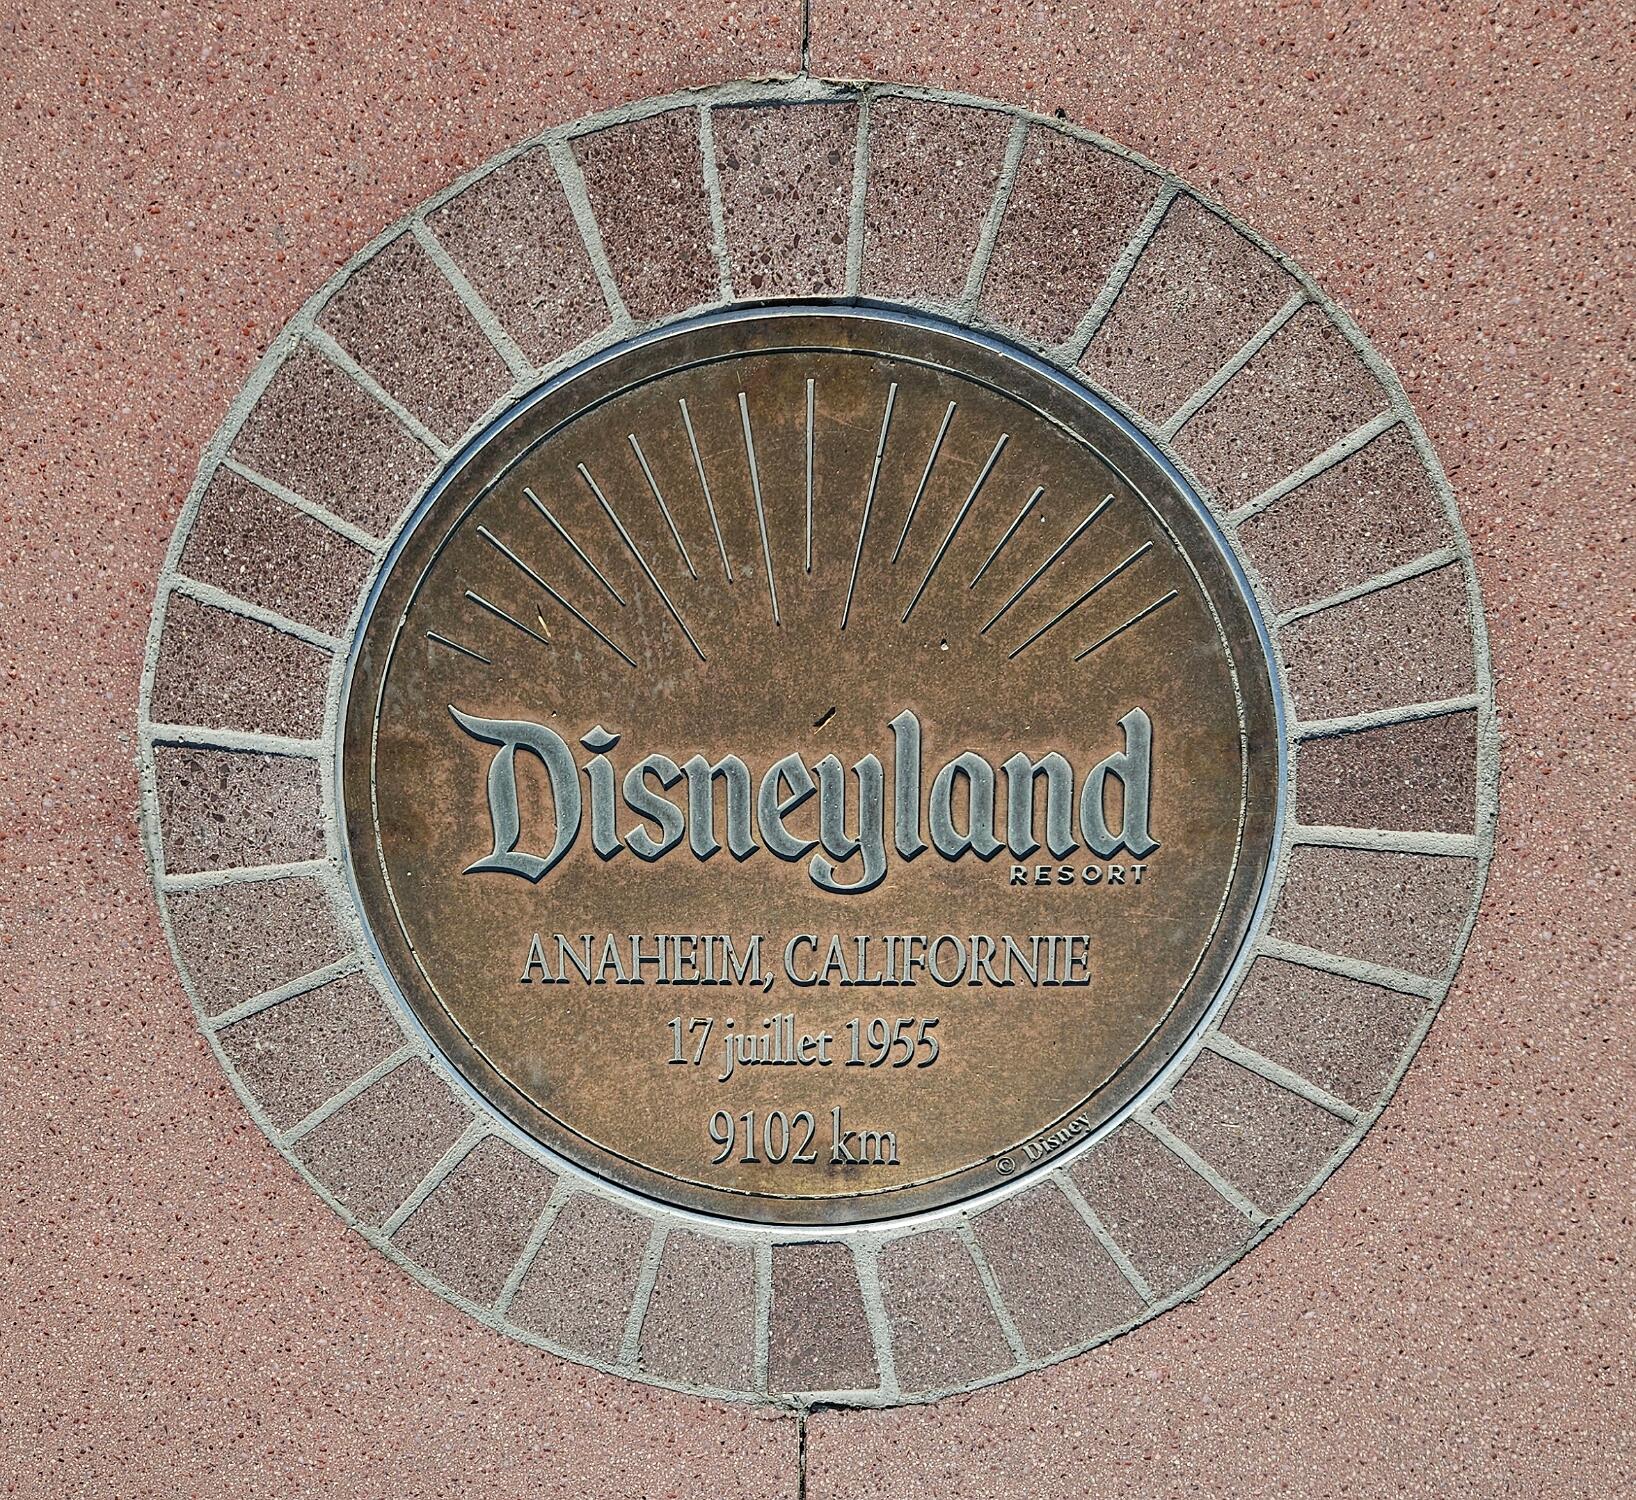 Disneyland
RESORT
ANAHEIM, CALIFORNIE
17 juillet 1955
9102 km
© Disney